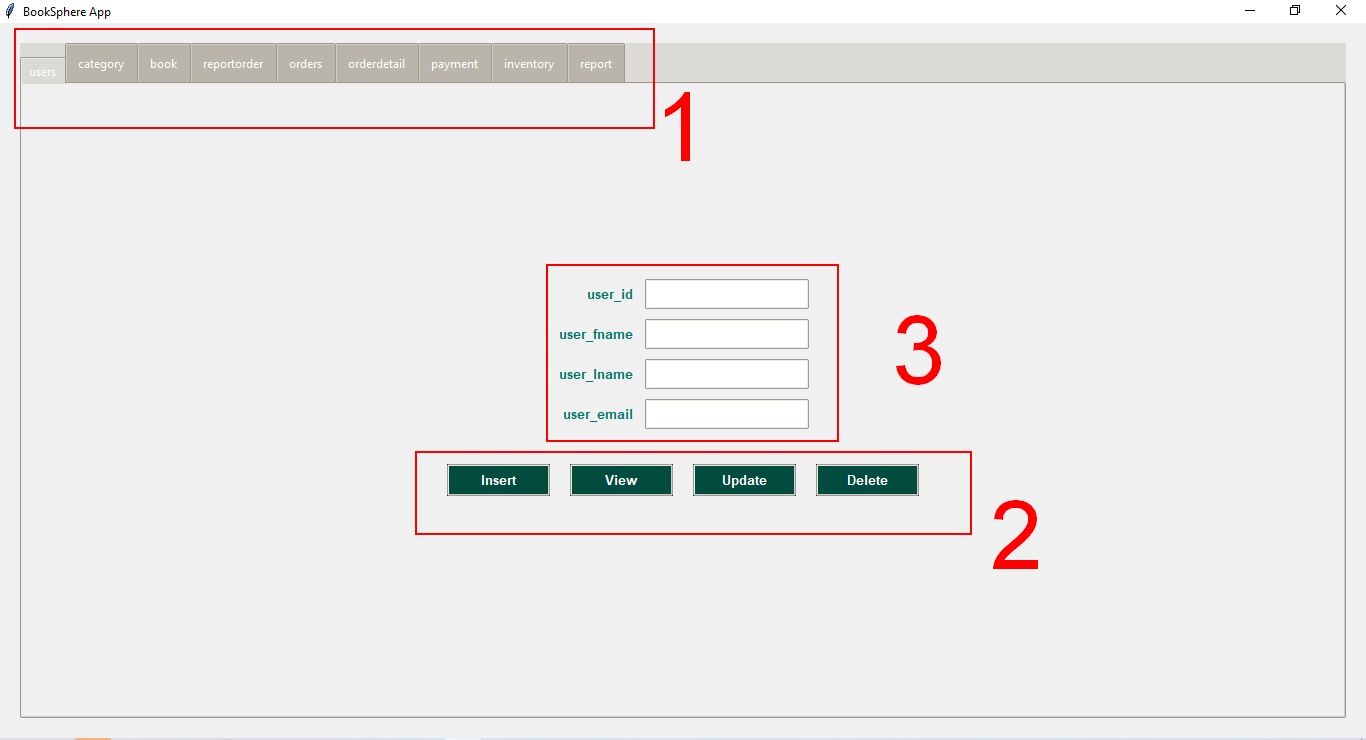 BookSphere App
users category book reportorder orders orderdetail payment inventory report
1
user_id
user_fname
3
user_lname
user_email
Insert View Update Delete
2